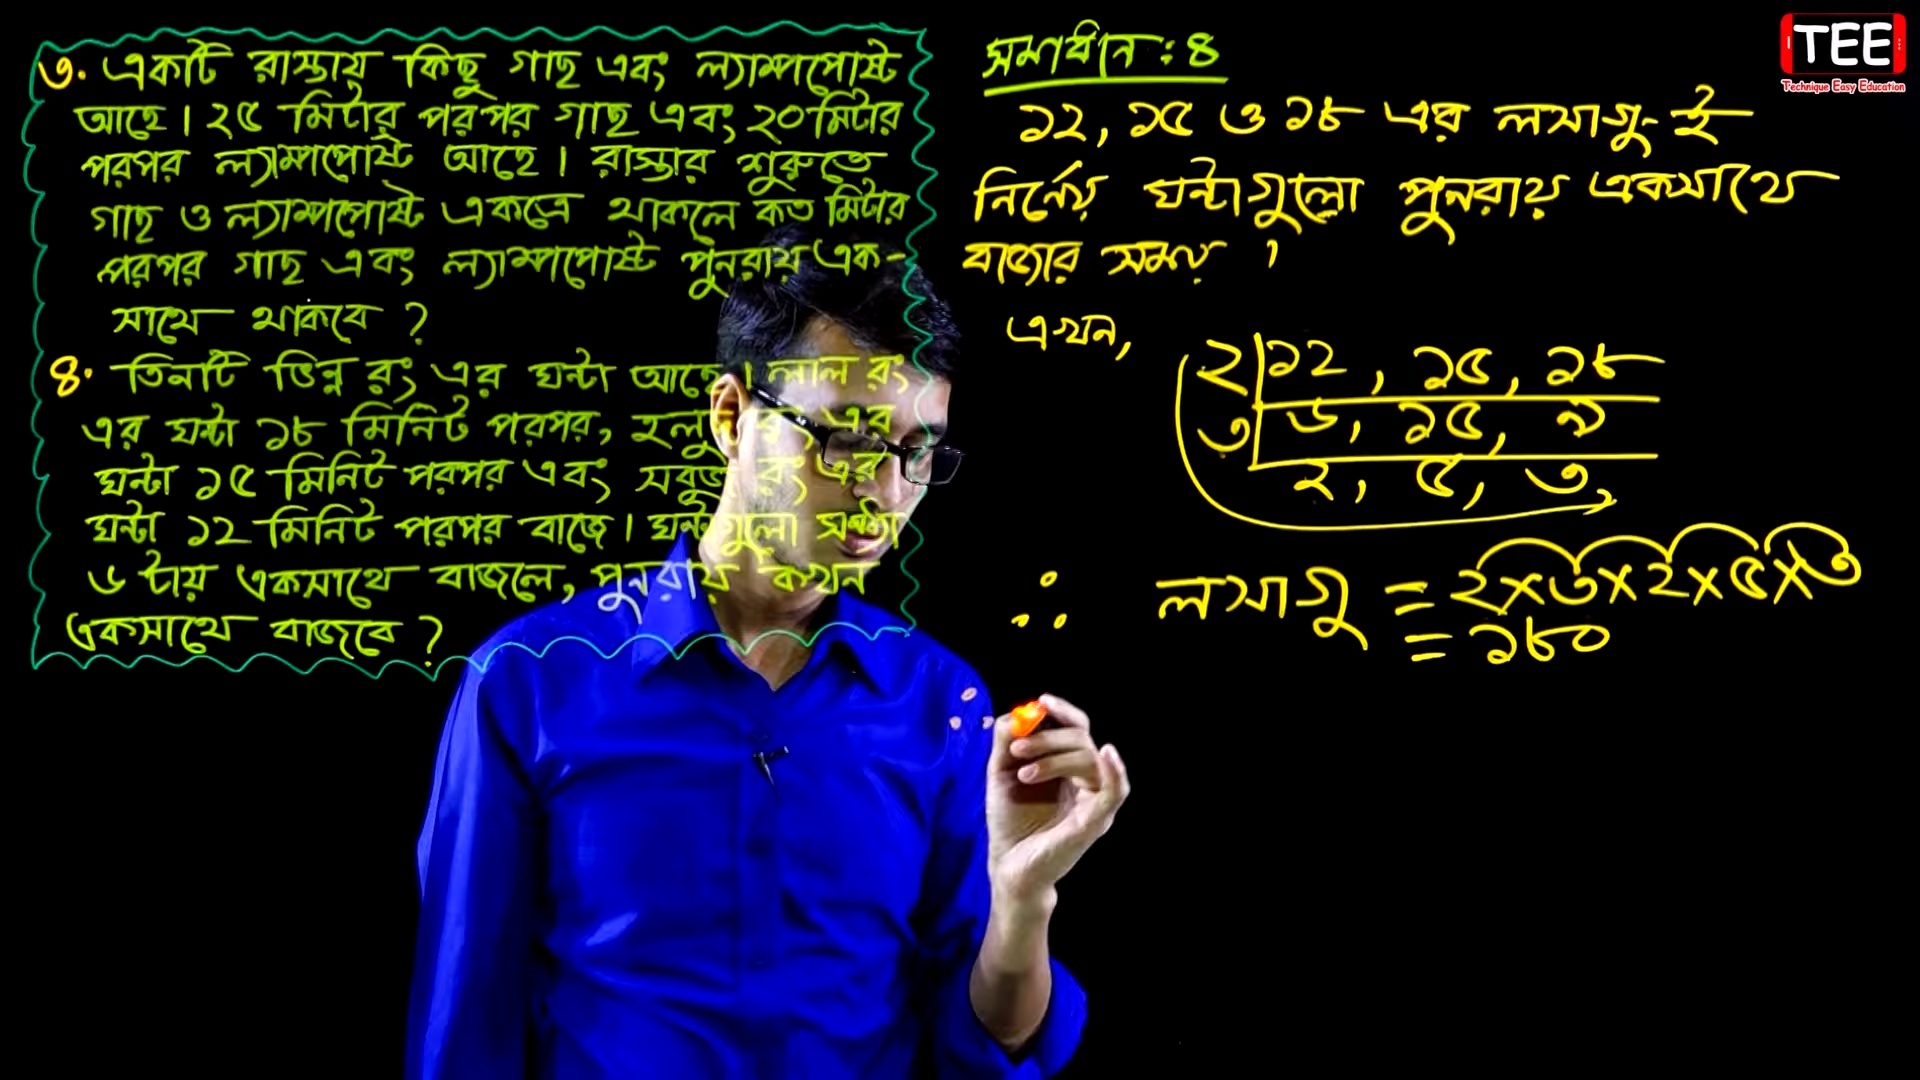 ৩. একটি রাস্তায় কিছু গাছ এবং ল্যাম্পপোষ্ট
আছে। ২৫ মিটার পরপর গাছ এবং ২০ মিটার
পরপর ল্যাম্পপোষ্ট আছে। রাস্তার শুরুতে
গাছ ও ল্যাম্পপোষ্ট একত্রে থাকলে কত মিটার
পরপর গাছ এবং ল্যাম্পপোষ্ট পুনরায় এক-
সাথে থাকবে ?
৪. তিনটি ভিন্ন রং এর ঘন্টা আছে। লাল রং
এর ঘন্টা ১৮ মিনিট পরপর, হলুদ রং এর
ঘন্টা ১৫ মিনিট পরপর এবং সবুজ রং এর
ঘন্টা ১২ মিনিট পরপর বাজে। ঘন্টাগুলো সন্ধ্যা
৬ টায় একসাথে বাজলে, পুনরায় কখন
একসাথে বাজবে ?
সমাধান : ৪
১২, ১৫ ও ১৮ এর লসাগু-ই
নির্নেয় ঘন্টাগুলো পুনরায় একসাথে
বাজার সময় ।
এখন,
২ | ১২, ১৫, ১৮
৩ | ৬, ১৫, ৯
২, ৫, ৩
∴ লসাগু = ২×৩×২×৫×৩
= ১৮০
TEE
Technique Easy Education